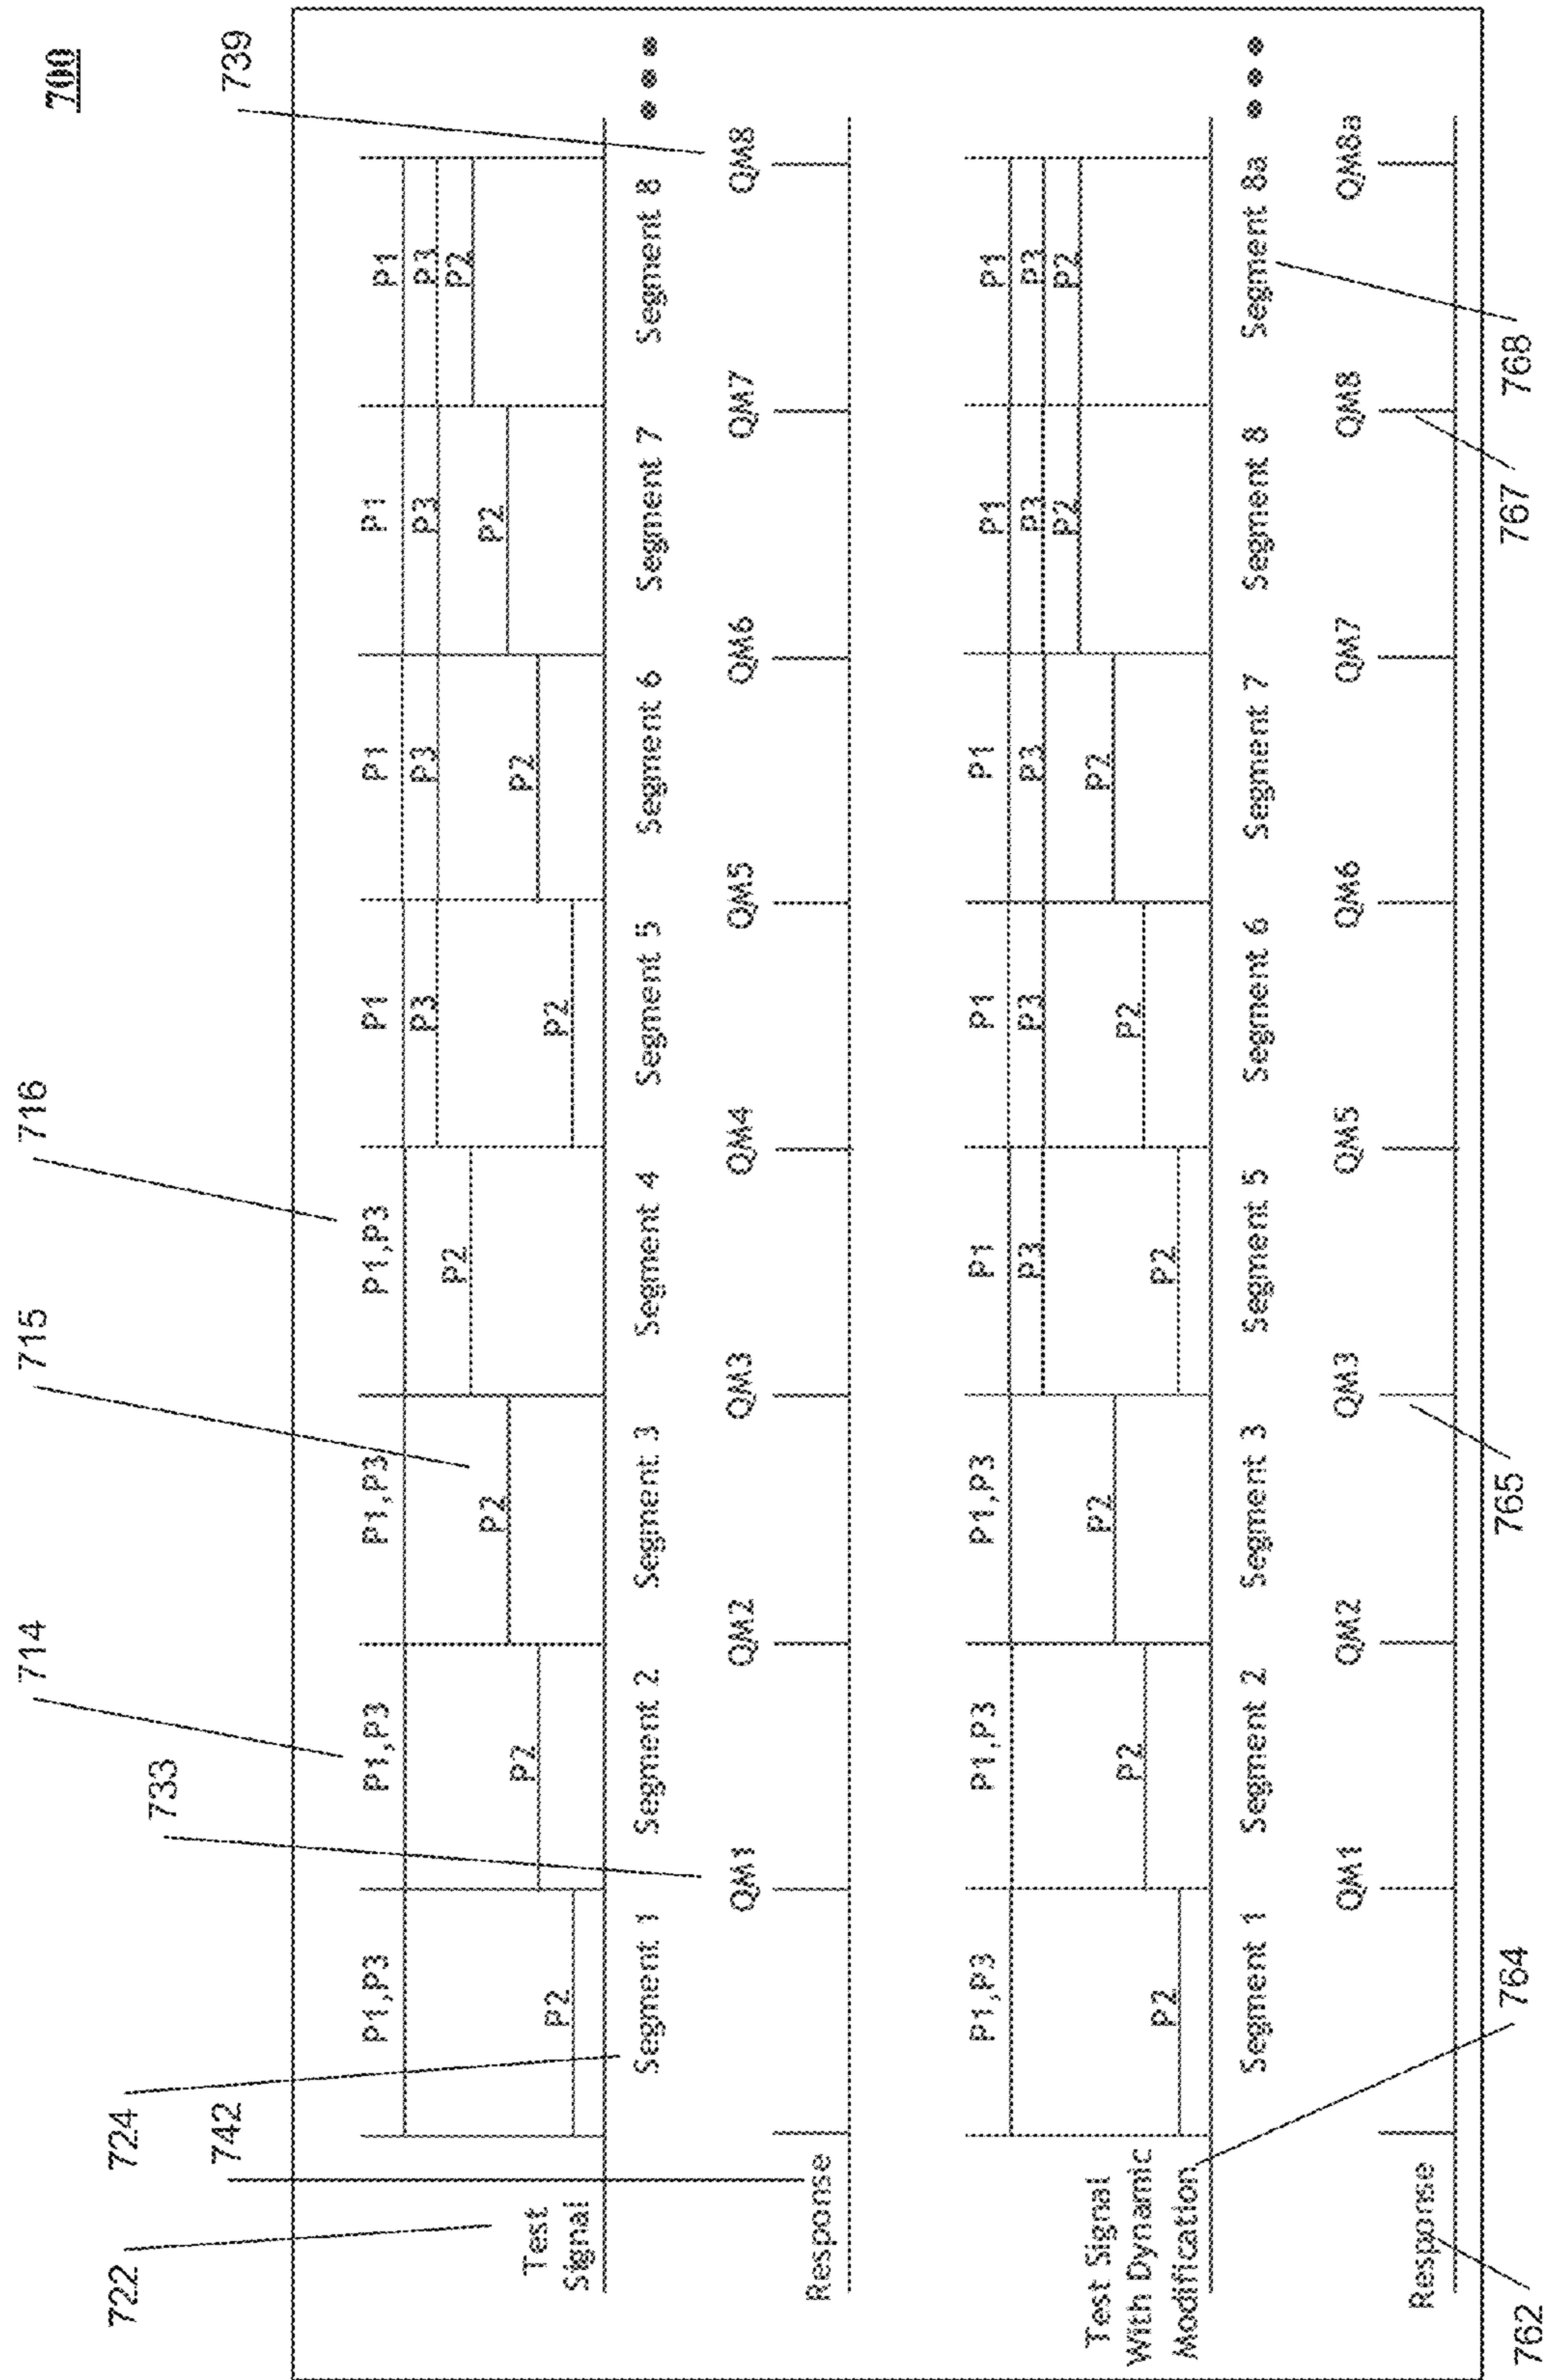 700
716
715
714
733
739
724
742
722
P1,P3
P1,P3
P1,P3
P1,P3
P1
P1
P1
P1
P3
P3
P3
P3
P2
P2
P2
P2
P2
P2
P2
P2
Test
Signal
Segment 1
Segment 2
Segment 3
Segment 4
Segment 5
Segment 6
Segment 7
Segment 8
QM1
QM2
QM3
QM4
QM5
QM6
QM7
QM8
Response
P1,P3
P1,P3
P1,P3
P1
P1
P1
P1
P1
P3
P3
P3
P3
P3
P2
P2
P2
P2
P2
P2
P2
P2
Test Signal
With Dynamic
Modification
Segment 1
Segment 2
Segment 3
Segment 5
Segment 6
Segment 7
Segment 8
Segment 8a
QM1
QM2
QM3
QM5
QM6
QM7
QM8
QM8a
Response
762
764
765
767
768